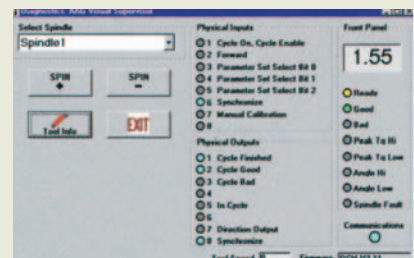 Diagnostics: AAG Visual Supervisor
Select Spindle
Spindle1
SPIN
+
SPIN
-
Tool Info
EXIT
Physical Inputs
1 Cycle On, Cycle Enable
2 Forward
3 Parameter Set Select Bit 0
4 Parameter Set Select Bit 1
5 Parameter Set Select Bit 2
6 Synchronize
7 Manual Calibration
8
Physical Outputs
1 Cycle Finished
2 Cycle Good
3 Cycle Bad
4
5 In Cycle
6
7 Direction Output
8 Synchronize
Tool Speed
Firmware
Front Panel
1.55
Ready
Good
Bad
Peak Tq Hi
Peak Tq Low
Angle Hi
Angle Low
Spindle Fault
Communications